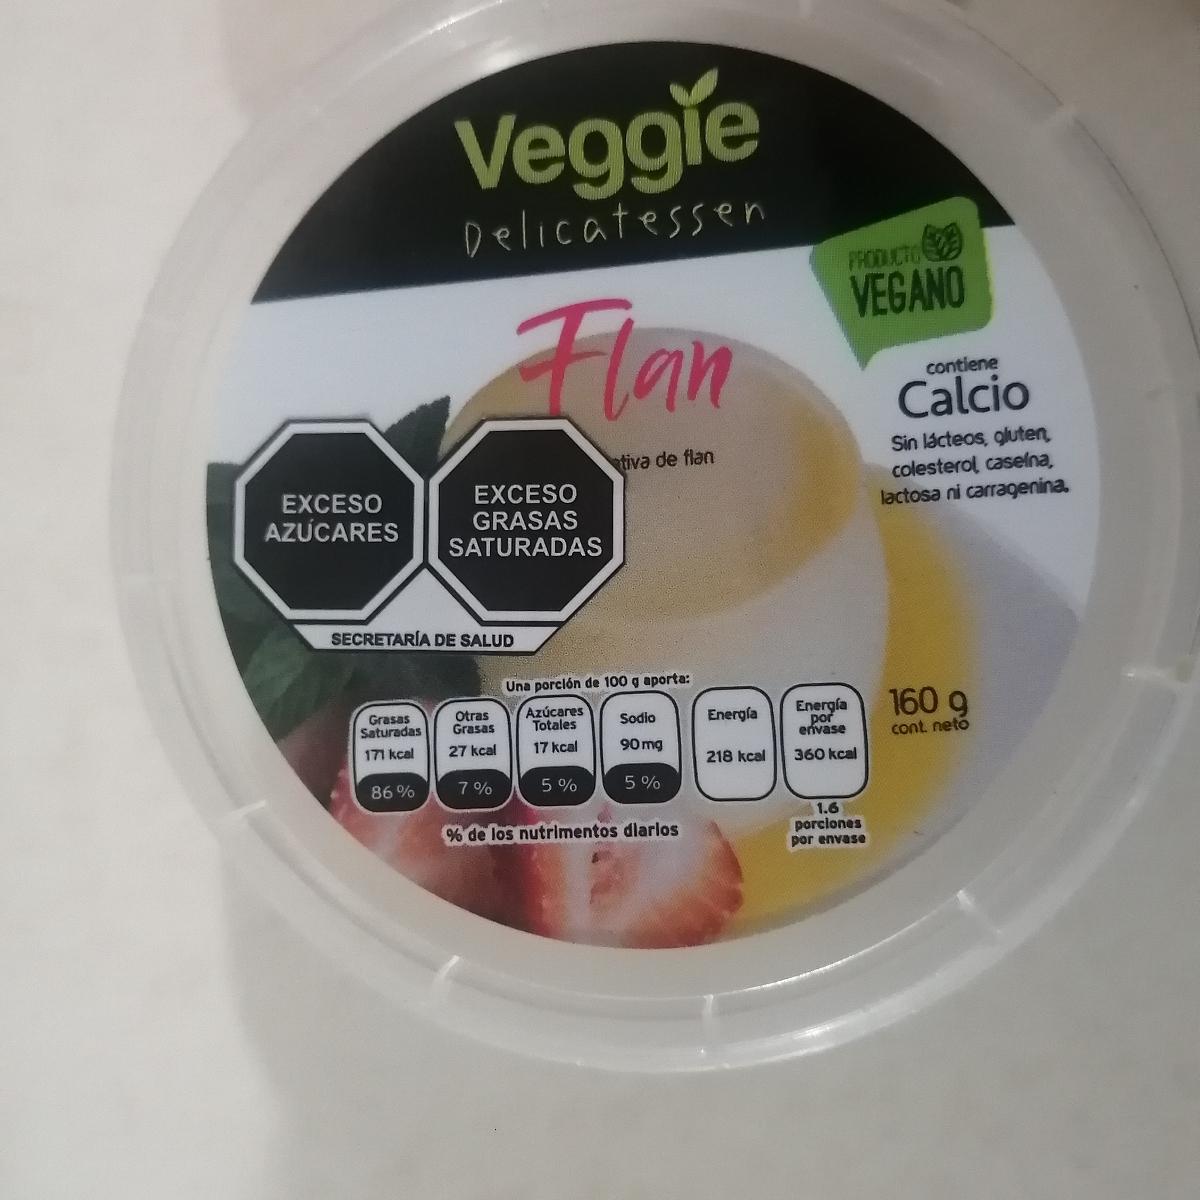 Veggie
Delicatessen
PRODUCTO
VEGANO
Flan
contiene
Calcio
Sin lácteos, gluten,
colesterol, caseína,
lactosa ni carragenina.
de flan
EXCESO
AZÚCARES
EXCESO
GRASAS
SATURADAS
SECRETARÍA DE SALUD
Una porción de 100 g aporta:
Grasas
Saturadas
171 kcal
86 %
Otras
Grasas
27 kcal
7 %
Azúcares
Totales
17 kcal
5 %
Sodio
90 mg
5 %
Energía
218 kcal
Energía
por
envase
360 kcal
1.6
porciones
por envase
% de los nutrimentos diarios
160 g
cont. neto